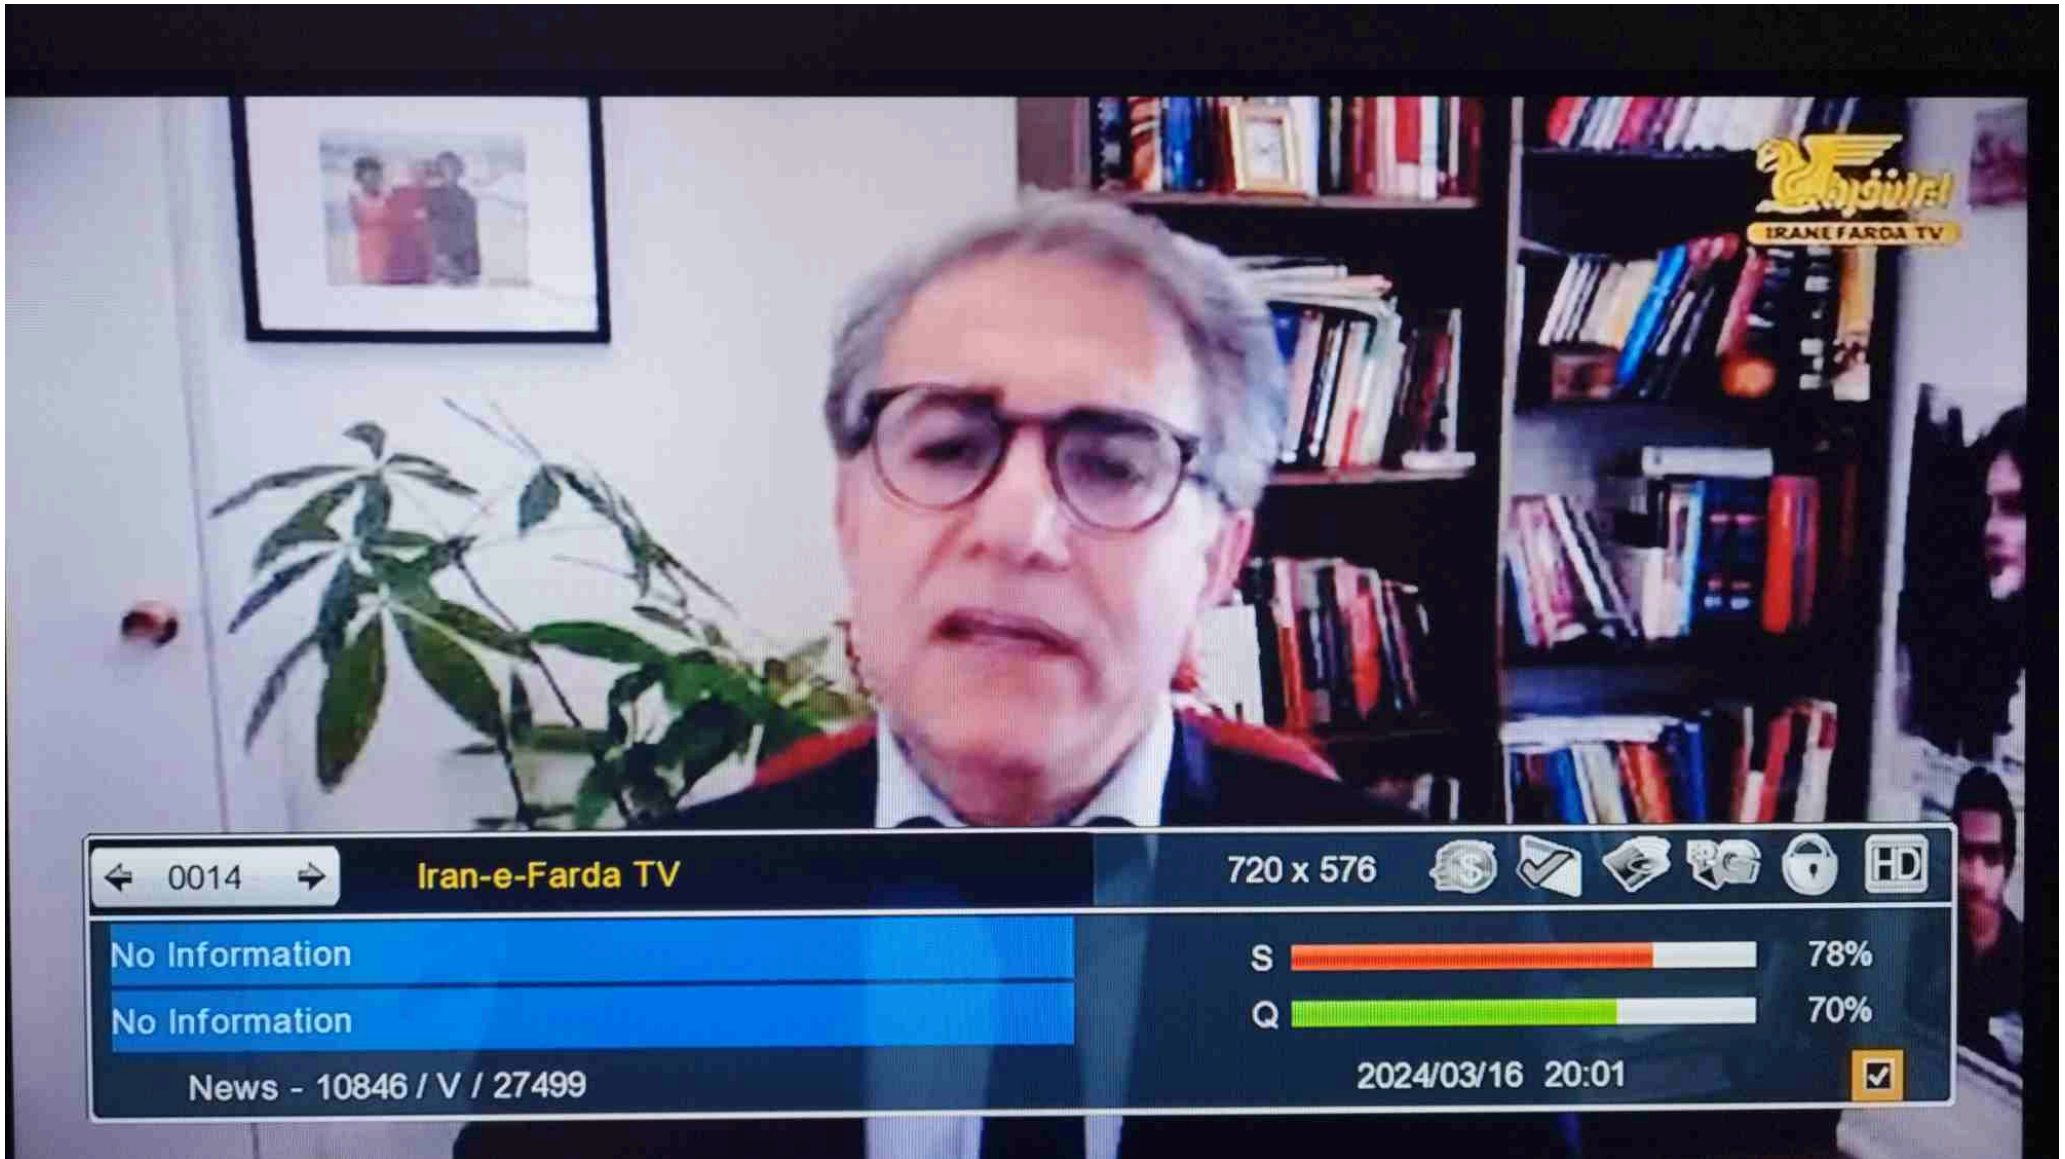 IRANE FARDA TV
0014
Iran-e-Farda TV
720 x 576
HD
No Information
S
78%
No Information
Q
70%
News - 10846 / V / 27499
2024/03/16 20:01